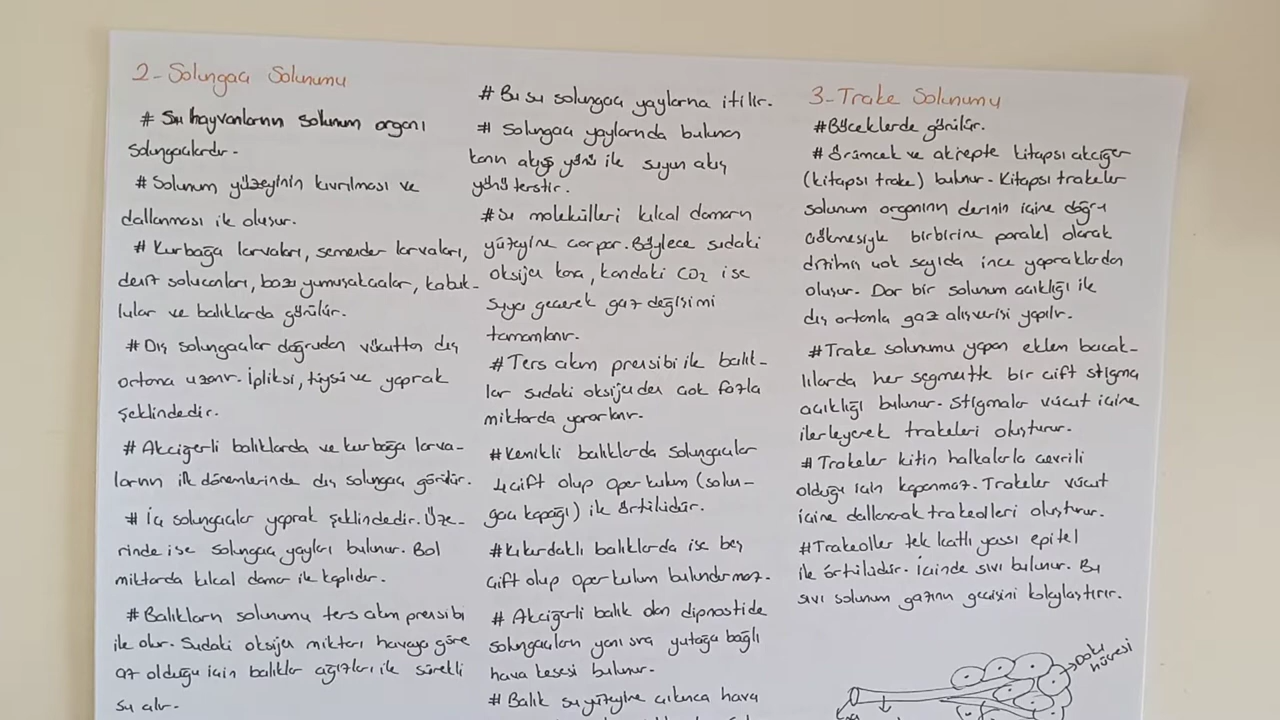 2- Solungaç Solunumu
# Su hayvanlarının solunum organı
Solungaçlardır.
# Solunum yüzeyinin kıvrılması ve
dallanması ile oluşur.
# Kurbağa larvaları, semender larvaları,
deniz solucanları, bazı yumuşakçalar, kabuk-
lular ve balıklarda görülür.
# Dış solungaçlar doğrudan vücuttan dış
ortama uzanır. İpliksi, tüysü ve yaprak
şeklindedir.
# Akciğerli balıklarda ve kurbağa larva-
larının ilk dönemlerinde dış solungaç görülür.
# İç solungaçlar yaprak şeklindedir. Üze-
rinde ise solungaç yayları bulunur. Bol
miktarda kılcal damar ile kaplıdır.
# Balıkların solunumu ters akım prensibi
ile olur. Sudaki oksijen miktarı havaya göre
az olduğu için balıklar ağızları ile sürekli
su alır.
# Bu su solungaç yaylarına itilir.
# Solungaç yaylarında bulunan
kanın akış yönü ile suyun akış
yönü terstir.
# Su molekülleri kılcal damarın
yüzeyine çarpar. Böylece sudaki
oksijen kana, kandaki CO2 ise
suya geçerek gaz değişimi
tamamlanır.
# Ters akım prensibi ile balık-
lar sudaki oksijenden çok fazla
miktarda yararlanır.
# Kemikli balıklarda solungaçlar
4 çift olup operkulum (solun-
gaç kapağı) ile örtülüdür.
# Kıkırdaklı balıklarda ise beş
çift olup operkulum bulundurmaz.
# Akciğerli balık olan dipnoside
solungaçların yanı sıra yutağa bağlı
hava kesesi bulunur.
# Balık su yüzeyine çıkınca hava
3- Trake Solunumu
# Böceklerde görülür.
# Örümcek ve akrepte kitapsı akciğer
(kitapsı trake) bulunur. Kitapsı trakeler
solunum organının derinin içine doğru
çökmesiyle birbirine paralel olarak
dizilmiş çok sayıda ince yapraklardan
oluşur. Dar bir solunum açıklığı ile
dış ortamla gaz alışverişi yapılır.
# Trake solunumu yapan eklem bacak-
lılarda her segmentte bir çift stigma
açıklığı bulunur. Stigmalar vücut içine
ilerleyerek trakeleri oluşturur.
# Trakeler kitin halkalarla çevrili
olduğu için kapanmaz. Trakeler vücut
içine dallanarak trakeolleri oluşturur.
# Trakeoller tek katlı yassı epitel
ile örtülüdür. İçinde sıvı bulunur. Bu
sıvı solunum gazının geçişini kolaylaştırır.
Doku
hücresi